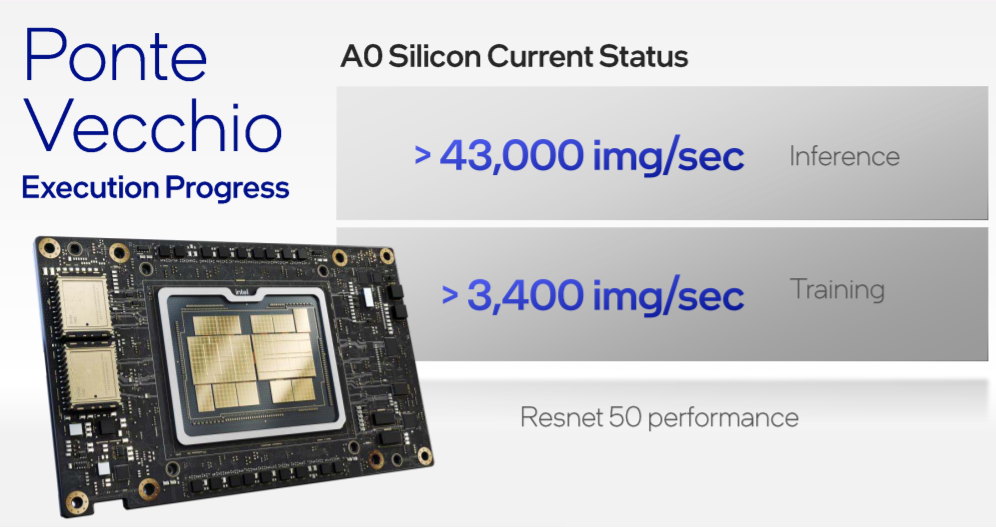 Ponte
Vecchio
Execution Progress
A0 Silicon Current Status
> 43,000 img/sec Inference
> 3,400 img/sec Training
Resnet 50 performance
intel